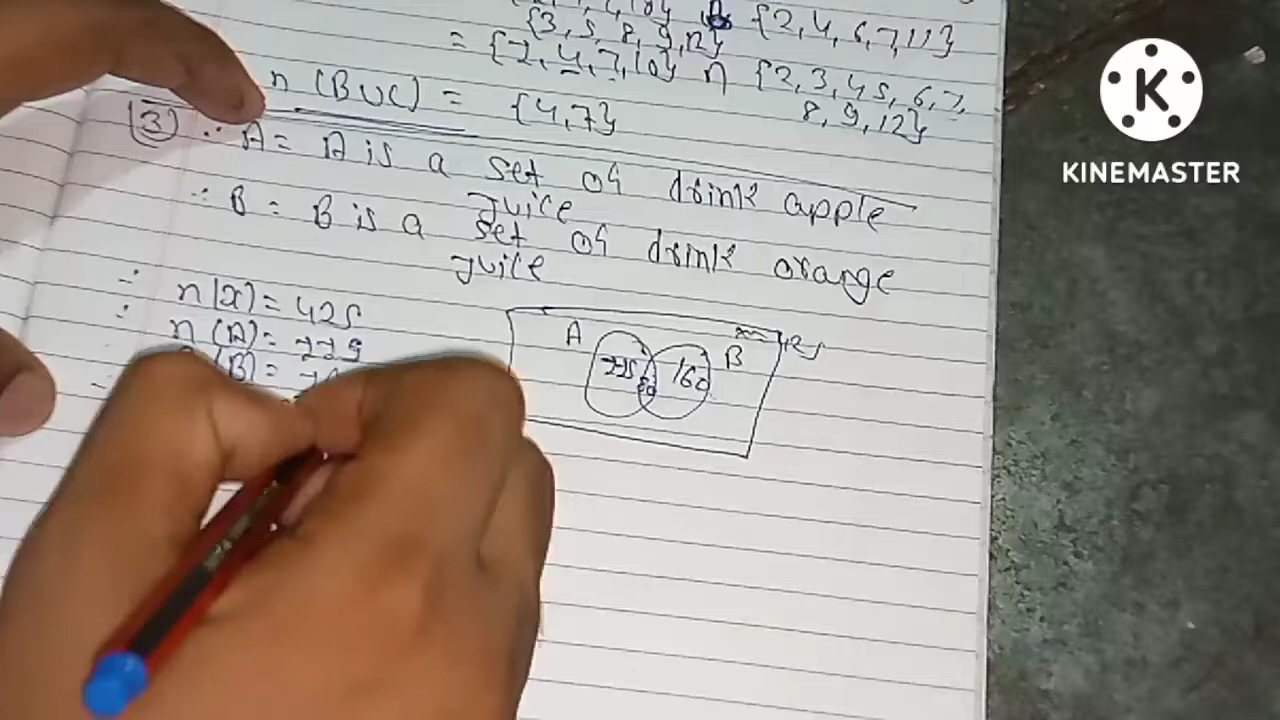 {3, 5, 8, 9, 12}
{2, 4, 6, 7, 11}
= {2, 4, 7, 10} ∩ {2, 3, 4 5, 6, 7,
8, 9, 12}
n (B∪C) = {4, 7}
(3) ∵ A = A is a set of drink apple
Juice
∵ B = B is a set of drink orange
Juice
n(X) = 425
n (A) =
(B) =
A
B
160
K
KINEMASTER